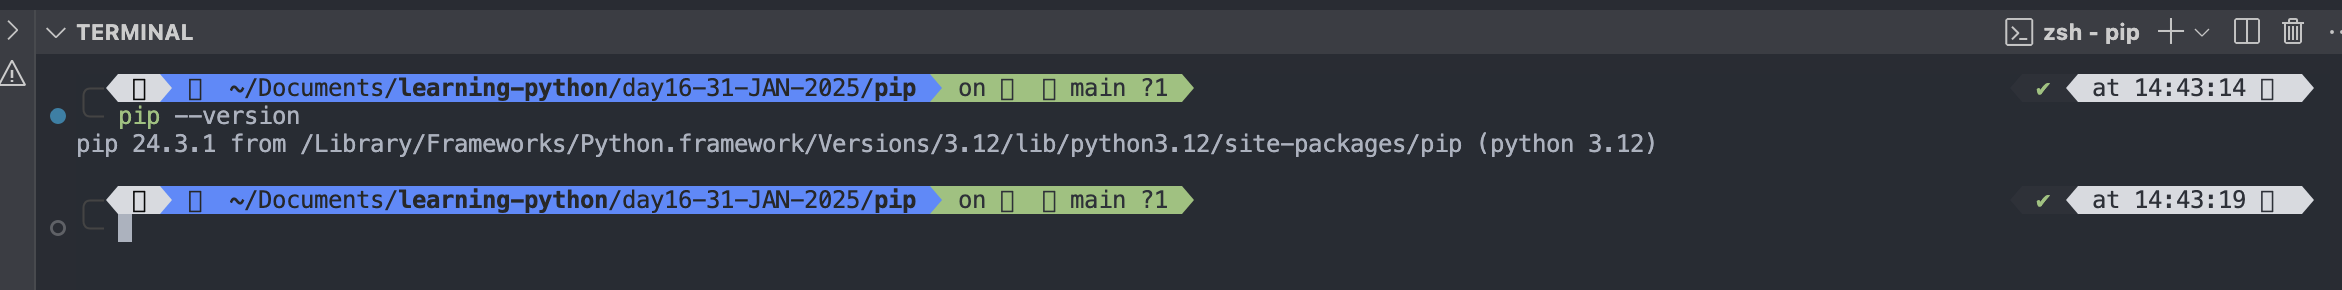 TERMINAL
zsh - pip
~/Documents/learning-python/day16-31-JAN-2025/pip on main ?1 ✔ at 14:43:14
pip --version
pip 24.3.1 from /Library/Frameworks/Python.framework/Versions/3.12/lib/python3.12/site-packages/pip (python 3.12)
~/Documents/learning-python/day16-31-JAN-2025/pip on main ?1 ✔ at 14:43:19